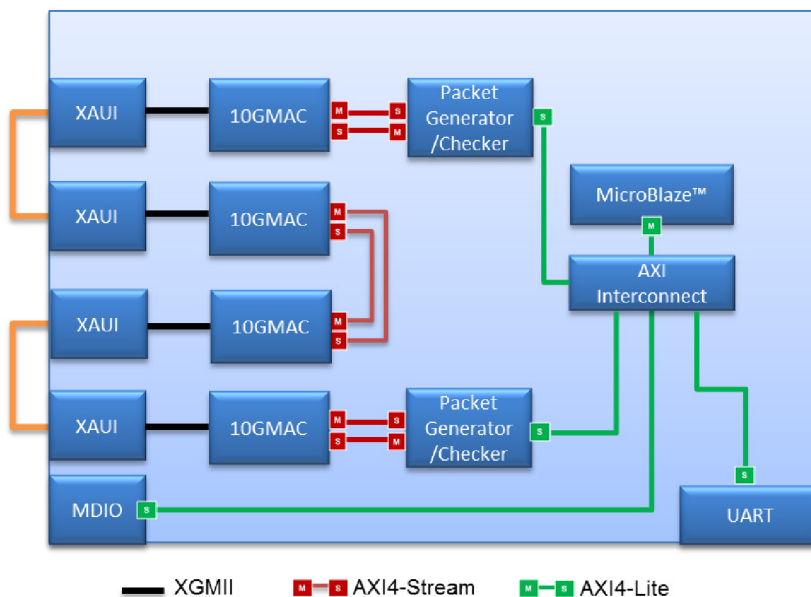 XAUI
10GMAC
M
S
S
M
Packet
Generator
/Checker
S
XAUI
10GMAC
M
S
MicroBlaze™
M
AXI
Interconnect
XAUI
10GMAC
M
S
XAUI
10GMAC
M
S
S
M
Packet
Generator
/Checker
S
MDIO
S
S
UART
XGMII
M
S
AXI4-Stream
M
S
AXI4-Lite